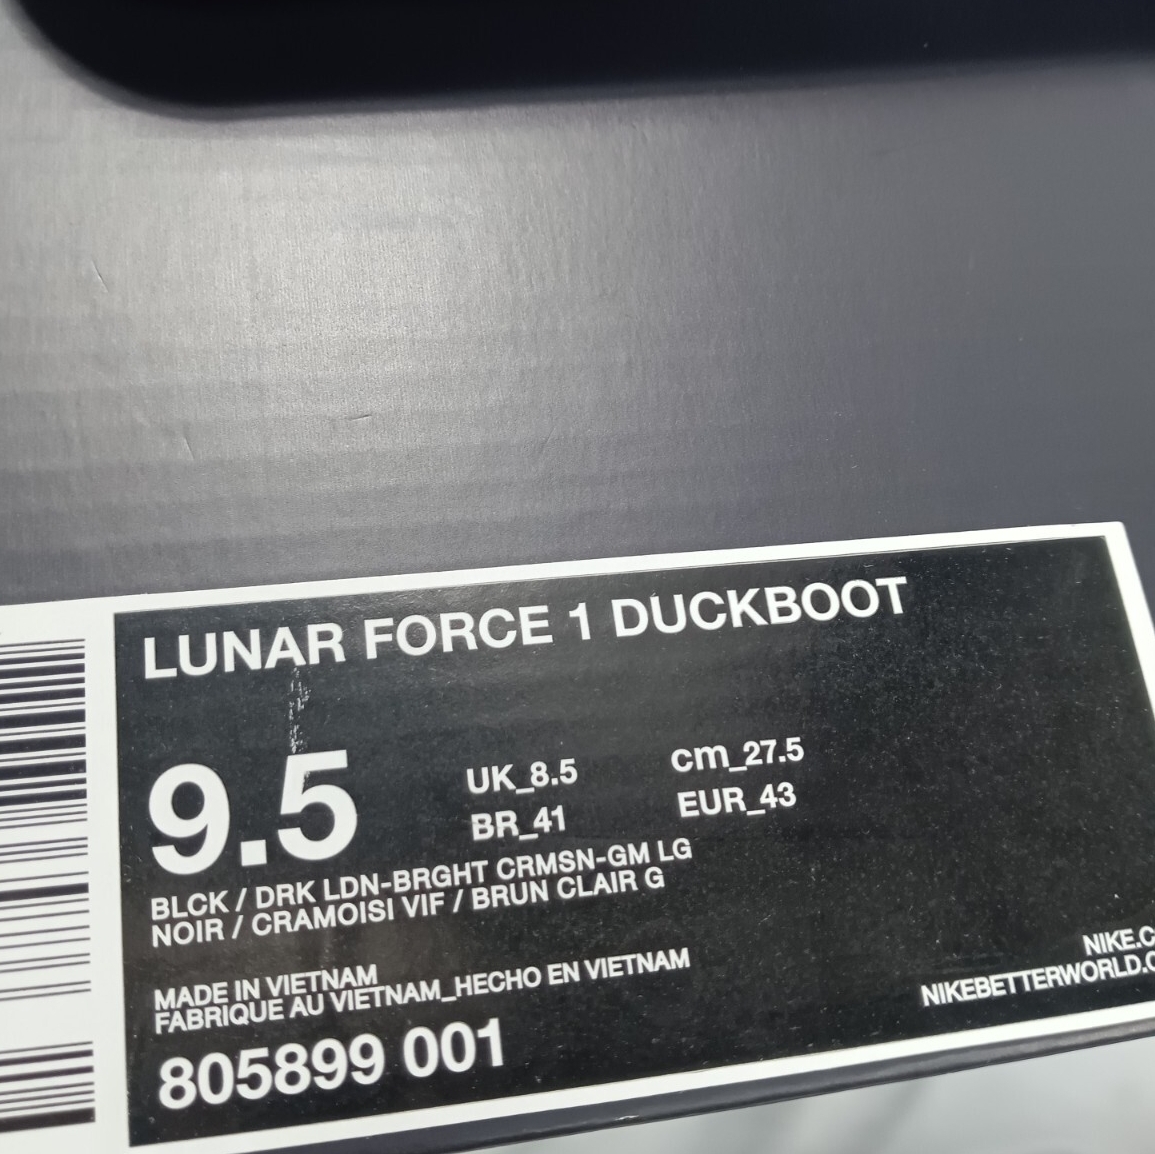 LUNAR FORCE 1 DUCKBOOT
9.5
UK_8.5
cm_27.5
BR_41
EUR_43
BLCK / DRK LDN-BRGHT CRMSN-GM LG
NOIR / CRAMOISI VIF / BRUN CLAIR G
MADE IN VIETNAM
FABRIQUE AU VIETNAM_HECHO EN VIETNAM
805899 001
NIKE.C
NIKEBETTERWORLD.C